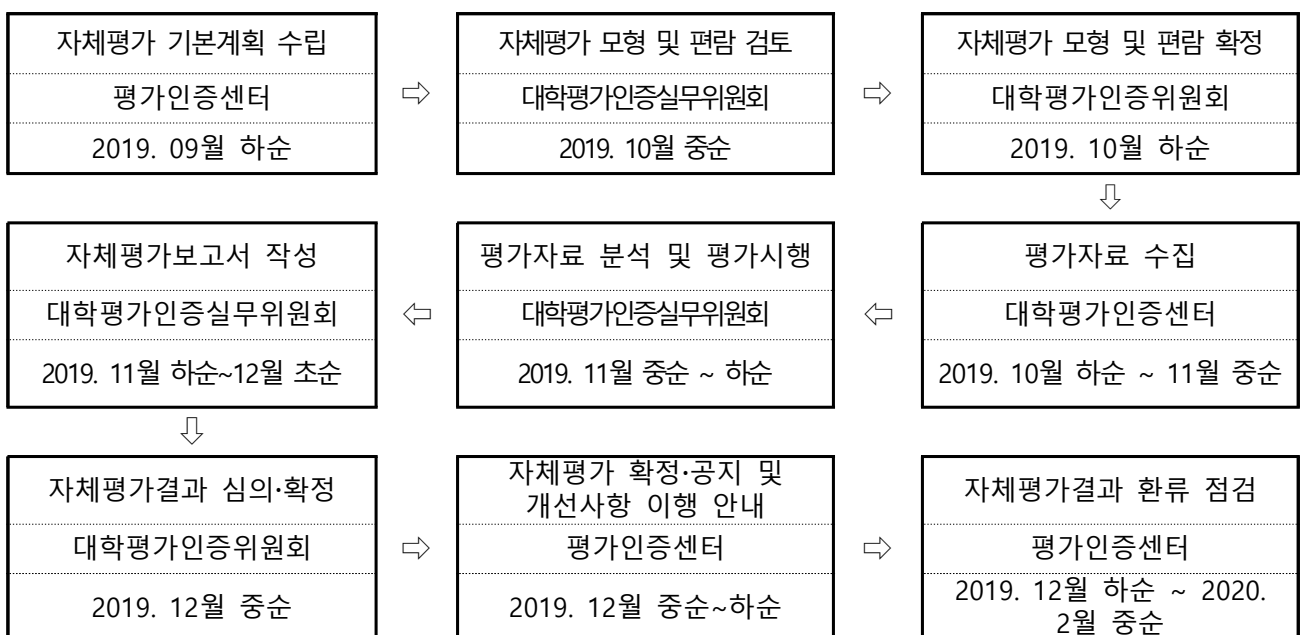 자체평가 기본계획 수립
평가인증센터
2019. 09월 하순
⇨
자체평가 모형 및 편람 검토
대학평가인증실무위원회
2019. 10월 중순
⇨
자체평가 모형 및 편람 확정
대학평가인증위원회
2019. 10월 하순
⇩
평가자료 수집
대학평가인증센터
2019. 10월 하순 ~ 11월 중순
⇦
평가자료 분석 및 평가시행
대학평가인증실무위원회
2019. 11월 중순 ~ 하순
⇦
자체평가보고서 작성
대학평가인증실무위원회
2019. 11월 하순~12월 초순
⇩
자체평가결과 심의·확정
대학평가인증위원회
2019. 12월 중순
⇨
자체평가 확정·공지 및
개선사항 이행 안내
평가인증센터
2019. 12월 중순~하순
⇨
자체평가결과 환류 점검
평가인증센터
2019. 12월 하순 ~ 2020.
2월 중순